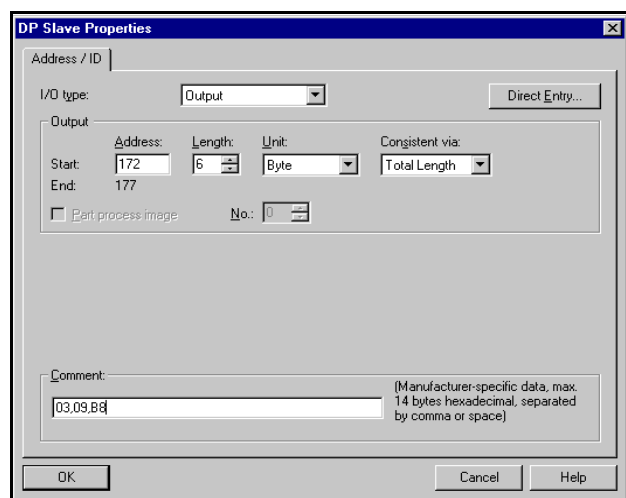 DP Slave Properties
Address / ID
I/O type: Output Direct Entry...
Output
Address: Length: Unit: Consistent via:
Start: 172 6 Byte Total Length
End: 177
Part process image No.: 0
Comment:
03,09,B8
(Manufacturer-specific data, max.
14 bytes hexadecimal, separated
by comma or space)
OK Cancel Help